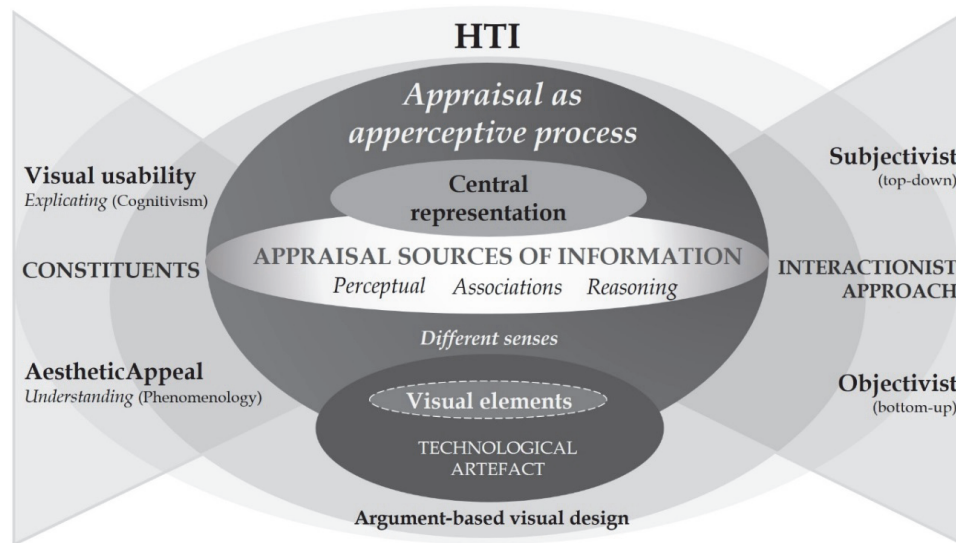 HTI
Appraisal as
apperceptive process
Central
representation
APPRAISAL SOURCES OF INFORMATION
Perceptual Associations Reasoning
Different senses
Visual elements
TECHNOLOGICAL
ARTEFACT
Argument-based visual design
Visual usability
Explicating (Cognitivism)
CONSTITUENTS
AestheticAppeal
Understanding (Phenomenology)
Subjectivist
(top-down)
INTERACTIONIST
APPROACH
Objectivist
(bottom-up)